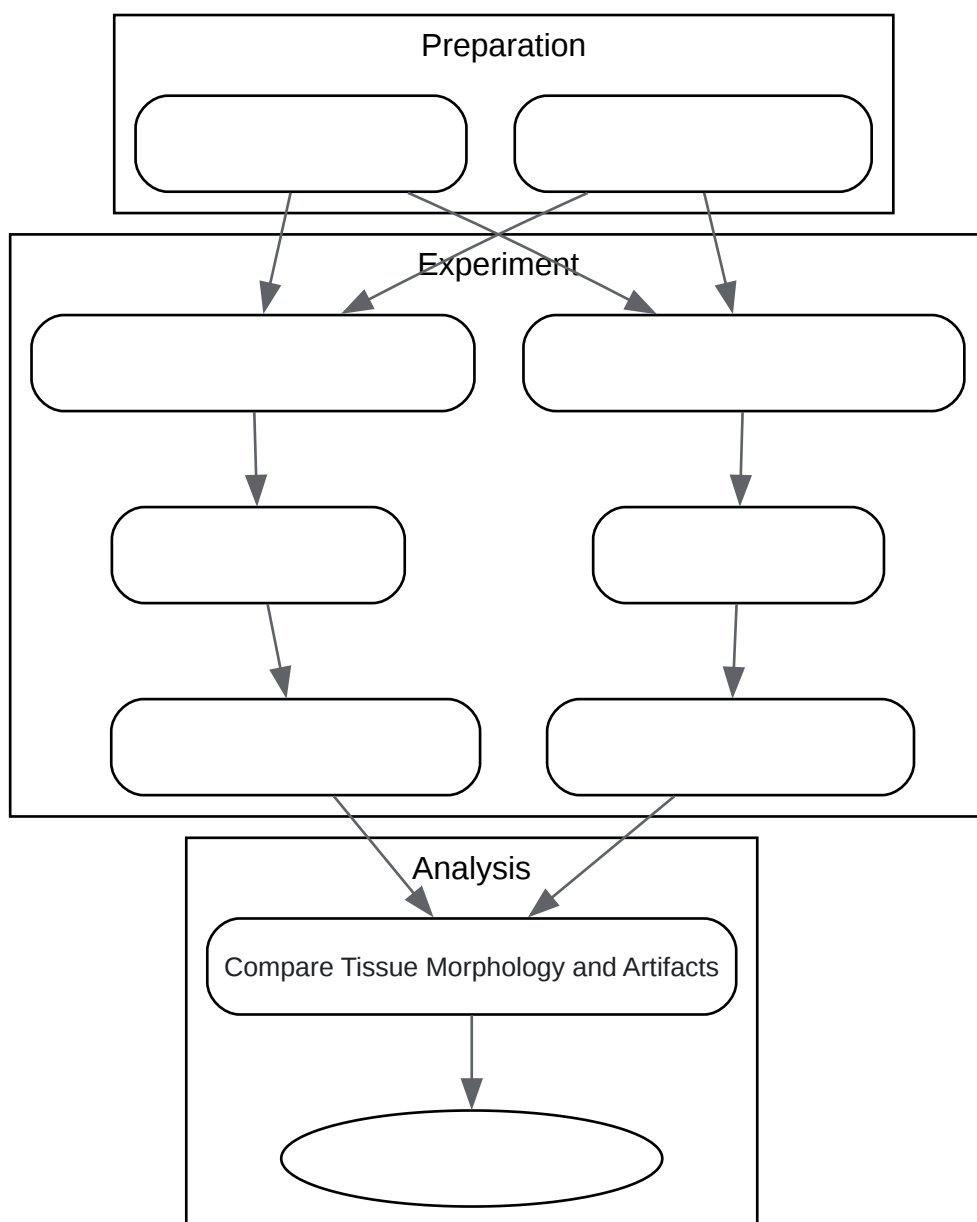 Preparation
Experiment
Analysis
Compare Tissue Morphology and Artifacts